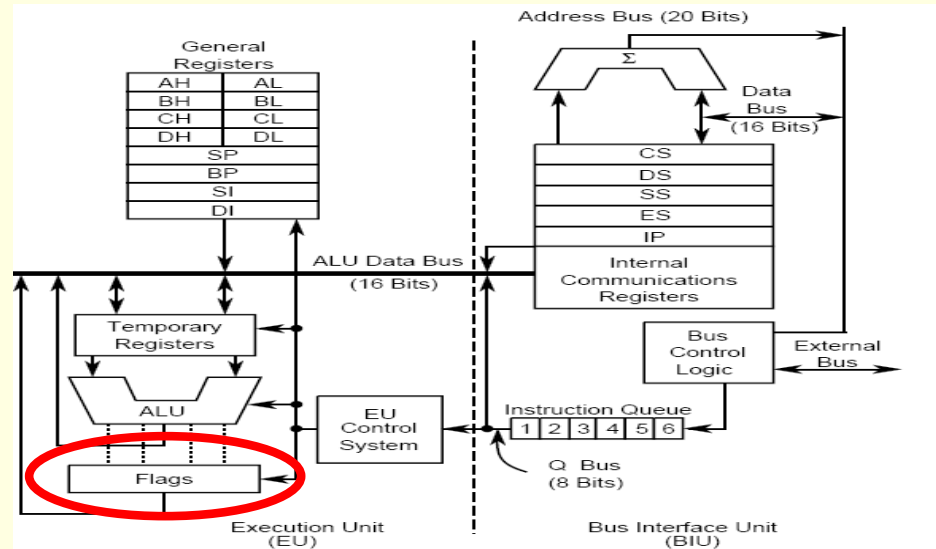 Address Bus (20 Bits)
General
Registers
AH AL
BH BL
CH CL
DH DL
SP
BP
SI
DI
Σ
Data
Bus
(16 Bits)
CS
DS
SS
ES
IP
Internal
Communications
Registers
ALU Data Bus
(16 Bits)
Temporary
Registers
ALU
Flags
EU
Control
System
Bus
Control
Logic
External
Bus
Instruction Queue
1 2 3 4 5 6
Q Bus
(8 Bits)
Execution Unit
(EU)
Bus Interface Unit
(BIU)